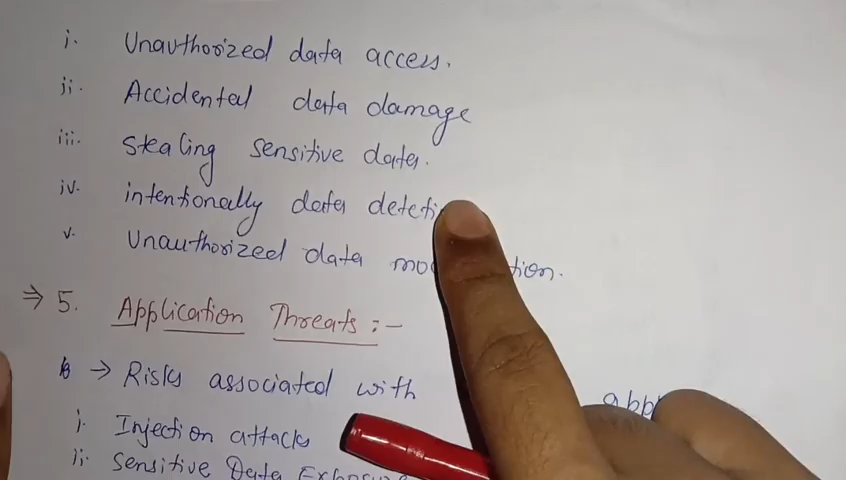 i. Unauthorized data access.
ii. Accidental data damage
iii. Stealing sensitive data.
iv. intentionally data
v. Unauthorized data
⇒ 5. Application Threats :-
→ Risks associated with
i. Injection attacks
ii. Sensitive Data